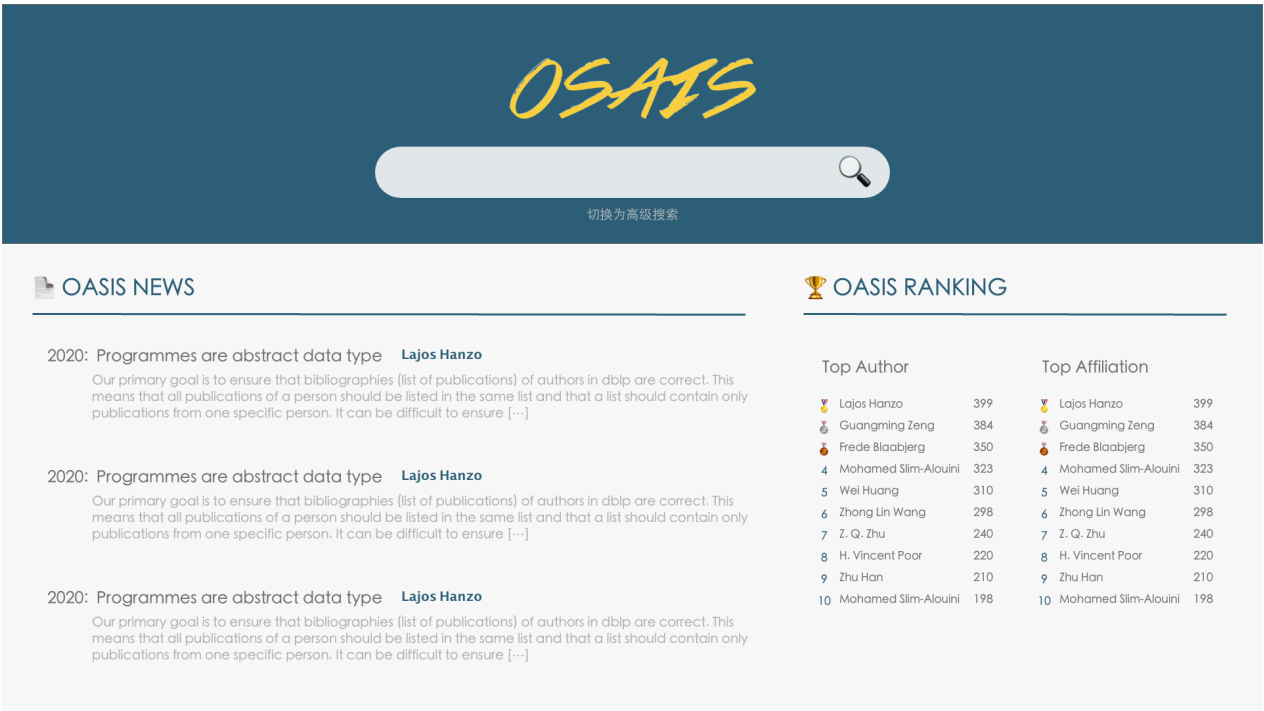 OSAIS
切换为高级搜索
OASIS NEWS
2020: Programmes are abstract data type Lajos Hanzo
Our primary goal is to ensure that bibliographies (list of publications) of authors in dblp are correct. This
means that all publications of a person should be listed in the same list and that a list should contain only
publications from one specific person. It can be difficult to ensure [···]
2020: Programmes are abstract data type Lajos Hanzo
Our primary goal is to ensure that bibliographies (list of publications) of authors in dblp are correct. This
means that all publications of a person should be listed in the same list and that a list should contain only
publications from one specific person. It can be difficult to ensure [···]
2020: Programmes are abstract data type Lajos Hanzo
Our primary goal is to ensure that bibliographies (list of publications) of authors in dblp are correct. This
means that all publications of a person should be listed in the same list and that a list should contain only
publications from one specific person. It can be difficult to ensure [···]
OASIS RANKING
Top Author
Lajos Hanzo 399
Guangming Zeng 384
Frede Blaabjerg 350
4 Mohamed Slim-Alouini 323
5 Wei Huang 310
6 Zhong Lin Wang 298
7 Z. Q. Zhu 240
8 H. Vincent Poor 220
9 Zhu Han 210
10 Mohamed Slim-Alouini 198
Top Affiliation
Lajos Hanzo 399
Guangming Zeng 384
Frede Blaabjerg 350
4 Mohamed Slim-Alouini 323
5 Wei Huang 310
6 Zhong Lin Wang 298
7 Z. Q. Zhu 240
8 H. Vincent Poor 220
9 Zhu Han 210
10 Mohamed Slim-Alouini 198